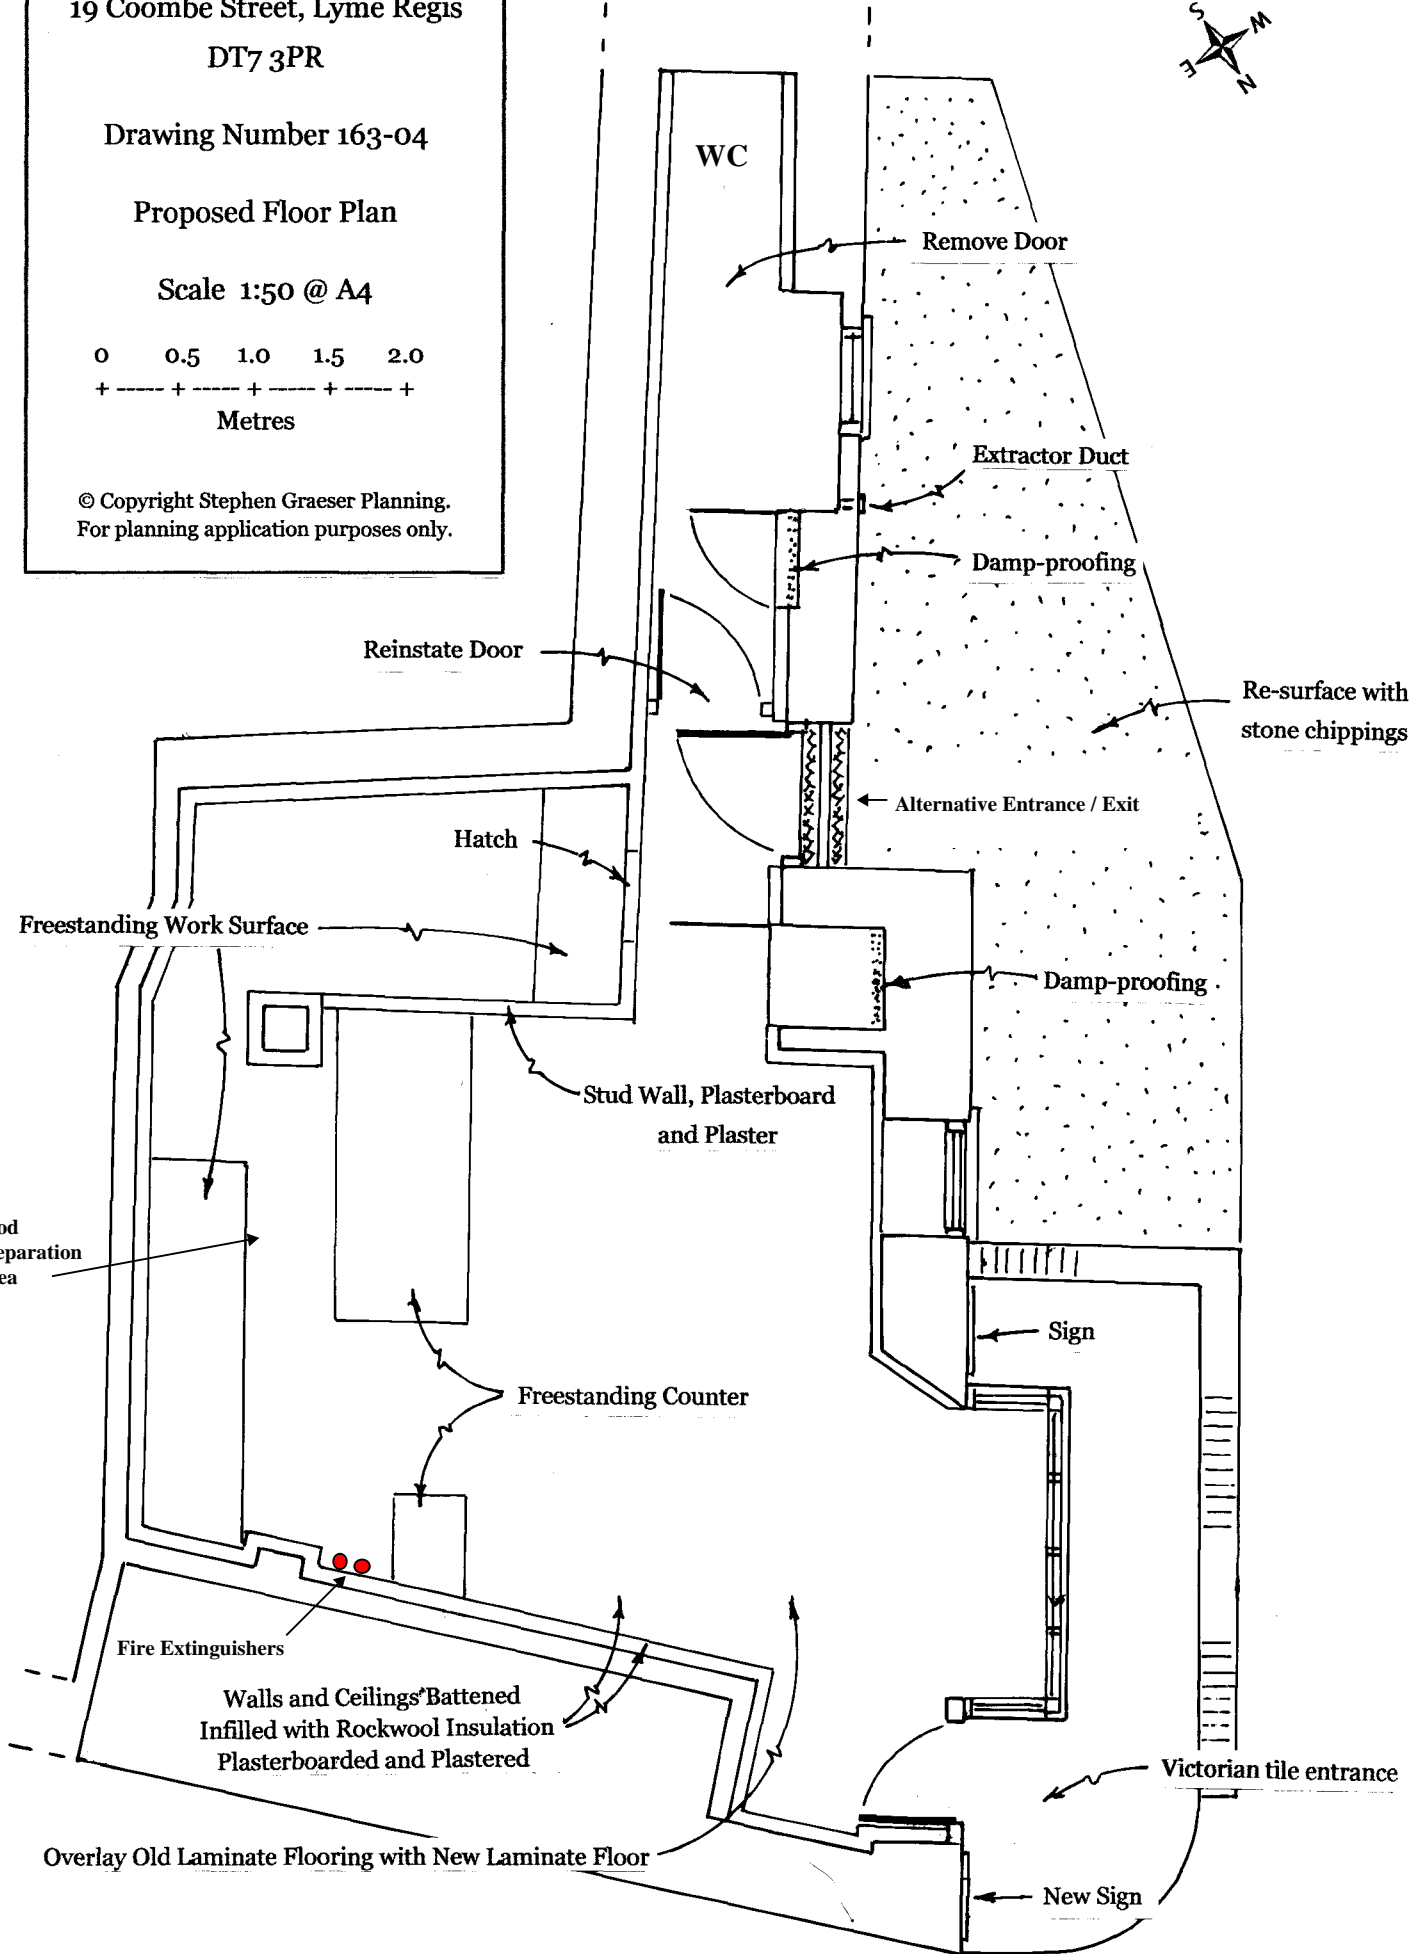 19 Coombe Street, Lyme Regis
DT7 3PR
Drawing Number 163-04
Proposed Floor Plan
Scale 1:50 @ A4
0 0.5 1.0 1.5 2.0
+ ----- + ----- + ----- + ----- +
Metres
© Copyright Stephen Graeser Planning.
For planning application purposes only.
S
W
E
N
WC
Remove Door
Extractor Duct
Damp-proofing
Reinstate Door
Re-surface with
stone chippings
Alternative Entrance / Exit
Hatch
Freestanding Work Surface
Damp-proofing
Stud Wall, Plasterboard
and Plaster
od
eparation
ea
Sign
Freestanding Counter
Fire Extinguishers
Walls and Ceilings Battened
Infilled with Rockwool Insulation
Plasterboarded and Plastered
Victorian tile entrance
Overlay Old Laminate Flooring with New Laminate Floor
New Sign